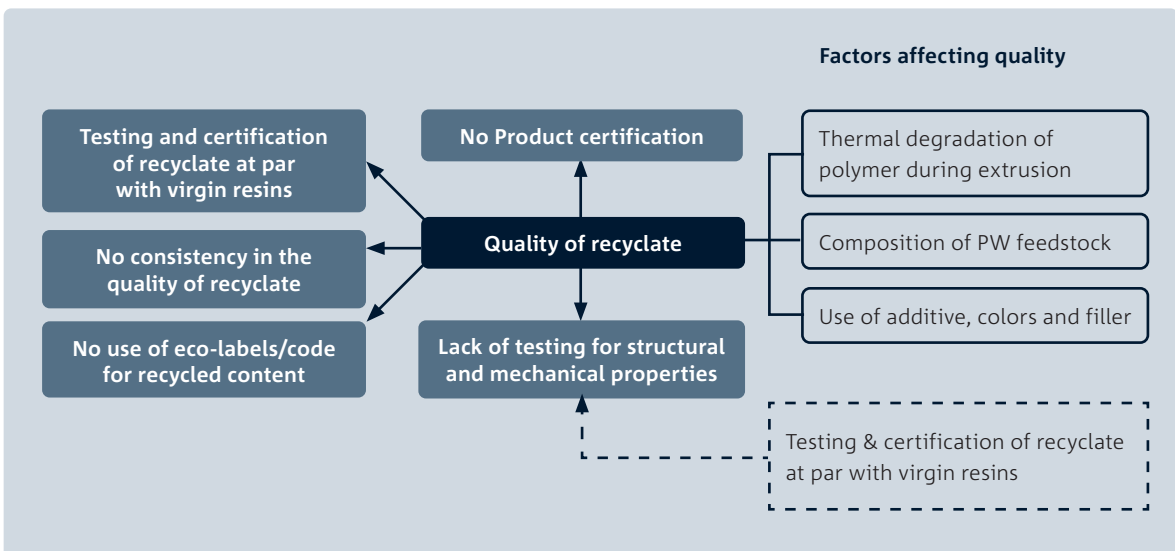 Factors affecting quality
Testing and certification
of recyclate at par
with virgin resins
No Product certification
Thermal degradation of
polymer during extrusion
No consistency in the
quality of recyclate
Quality of recyclate
Composition of PW feedstock
No use of eco-labels/code
for recycled content
Lack of testing for structural
and mechanical properties
Use of additive, colors and filler
Testing & certification of recyclate
at par with virgin resins